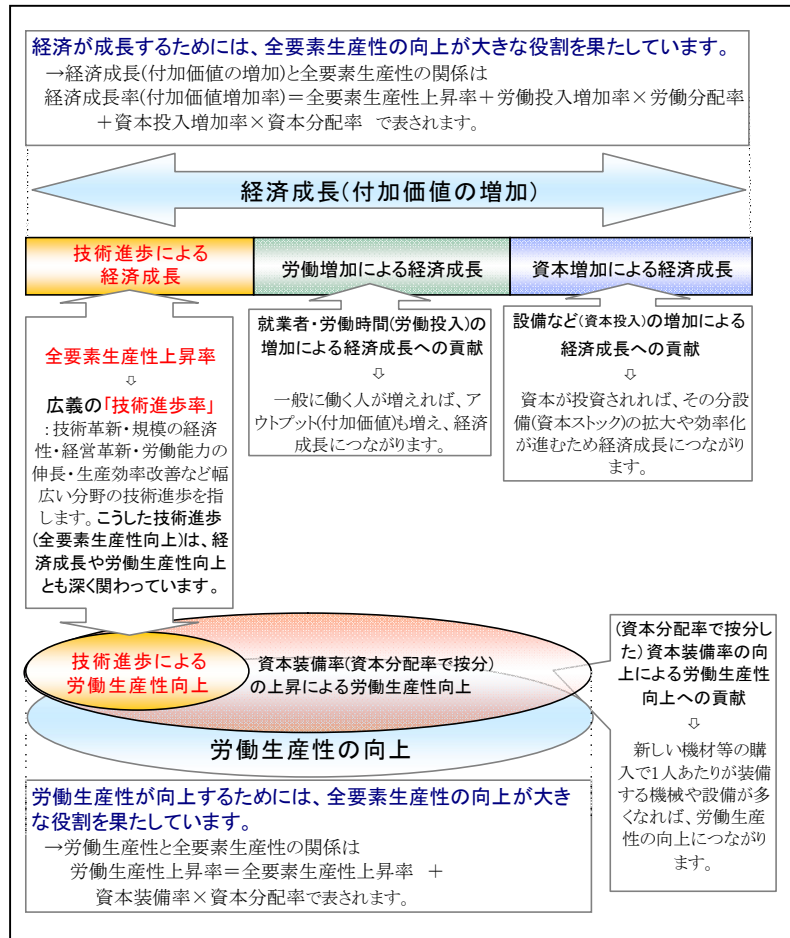 経済が成長するためには、全要素生産性の向上が大きな役割を果たしています。
→経済成長(付加価値の増加)と全要素生産性の関係は
経済成長率(付加価値増加率)＝全要素生産性上昇率＋労働投入増加率×労働分配率
＋資本投入増加率×資本分配率 で表されます。
経済成長(付加価値の増加)
技術進歩による
経済成長
労働増加による経済成長
資本増加による経済成長
全要素生産性上昇率
⇩
広義の「技術進歩率」
：技術革新・規模の経済
性・経営革新・労働能力の
伸長・生産効率改善など幅
広い分野の技術進歩を指
します。こうした技術進歩
(全要素生産性向上)は、経
済成長や労働生産性向上
とも深く関わっています。
就業者・労働時間(労働投入)の
増加による経済成長への貢献
⇩
一般に働く人が増えれば、ア
ウトプット(付加価値)も増え、経済
成長につながります。
設備など(資本投入)の増加による
経済成長への貢献
⇩
資本が投資されれば、その分設
備(資本ストック)の拡大や効率化
が進むため経済成長につながり
ます。
技術進歩による
労働生産性向上
資本装備率(資本分配率で按分)
の上昇による労働生産性向上
労働生産性の向上
(資本分配率で按分し
た)資本装備率の向
上による労働生産性
向上への貢献
⇩
新しい機材等の購
入で1人あたりが装備
する機械や設備が多
くなれば、労働生産
性の向上につながり
ます。
労働生産性が向上するためには、全要素生産性の向上が大き
な役割を果たしています。
→労働生産性と全要素生産性の関係は
労働生産性上昇率＝全要素生産性上昇率 ＋
資本装備率×資本分配率で表されます。